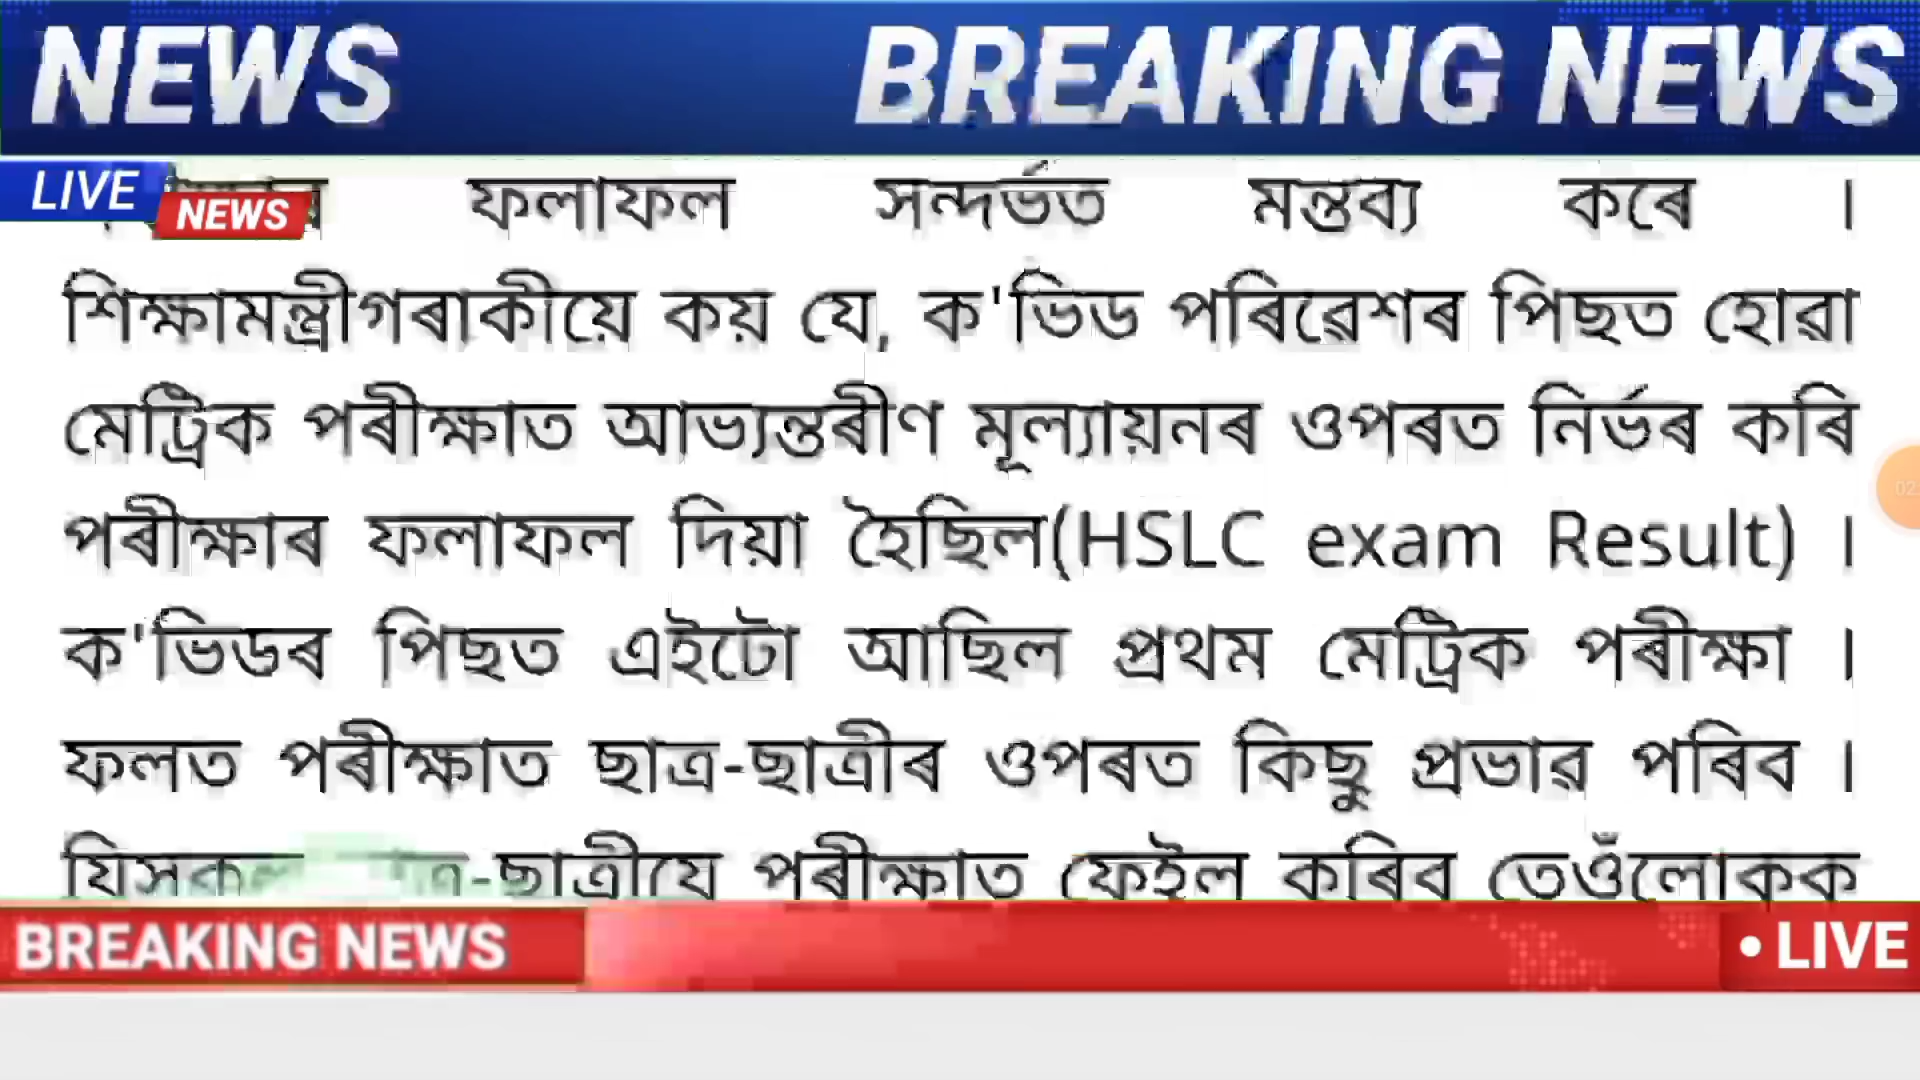 NEWS BREAKING NEWS
LIVE NEWS
ফলাফল সন্দৰ্ভত মন্তব্য কৰে ।
শিক্ষামন্ত্ৰীগৰাকীয়ে কয় যে, ক'ভিড পৰিৱেশৰ পিছত হোৱা
মেট্ৰিক পৰীক্ষাত আভ্যন্তৰীণ মূল্যায়নৰ ওপৰত নিৰ্ভৰ কৰি
পৰীক্ষাৰ ফলাফল দিয়া হৈছিল(HSLC exam Result) ।
ক'ভিডৰ পিছত এইটো আছিল প্ৰথম মেট্ৰিক পৰীক্ষা ।
ফলত পৰীক্ষাত ছাত্ৰ-ছাত্ৰীৰ ওপৰত কিছু প্ৰভাৱ পৰিব ।
যিসকল ছাত্ৰ-ছাত্ৰীয়ে পৰীক্ষাত ফেইল কৰিব তেওঁলোকক
BREAKING NEWS • LIVE